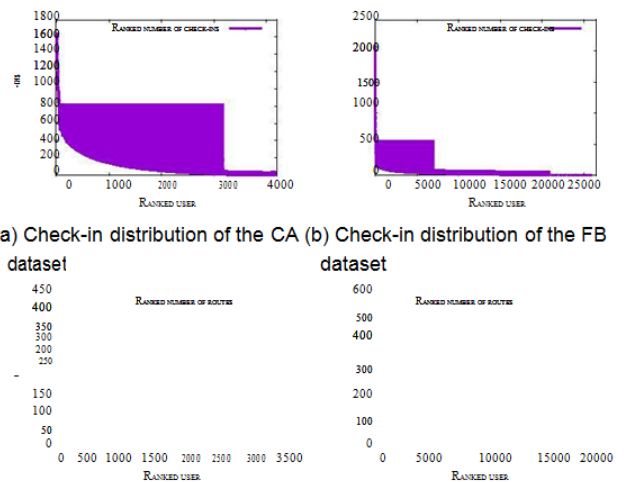 1800
1600
1400
1200
1000
800
600
400
200
0
-INS
RANKED NUMBER OF CHECK-INS
0 1000 2000 3000 4000
RANKED USER
2500
2000
1500
1000
500
0
RANKED NUMBER OF CHECK-INS
0 5000 10000 15000 20000 25000
RANKED USER
a) Check-in distribution of the CA (b) Check-in distribution of the FB
dataset dataset
450
400
350
300
200
250
150
100
50
0
RANKED NUMBER OF ROUTES
0 500 1000 1500 2000 2500 3000 3500
RANKED USER
600
500
400
300
200
100
0
RANKED NUMBER OF ROUTES
0 5000 10000 15000 20000
RANKED USER